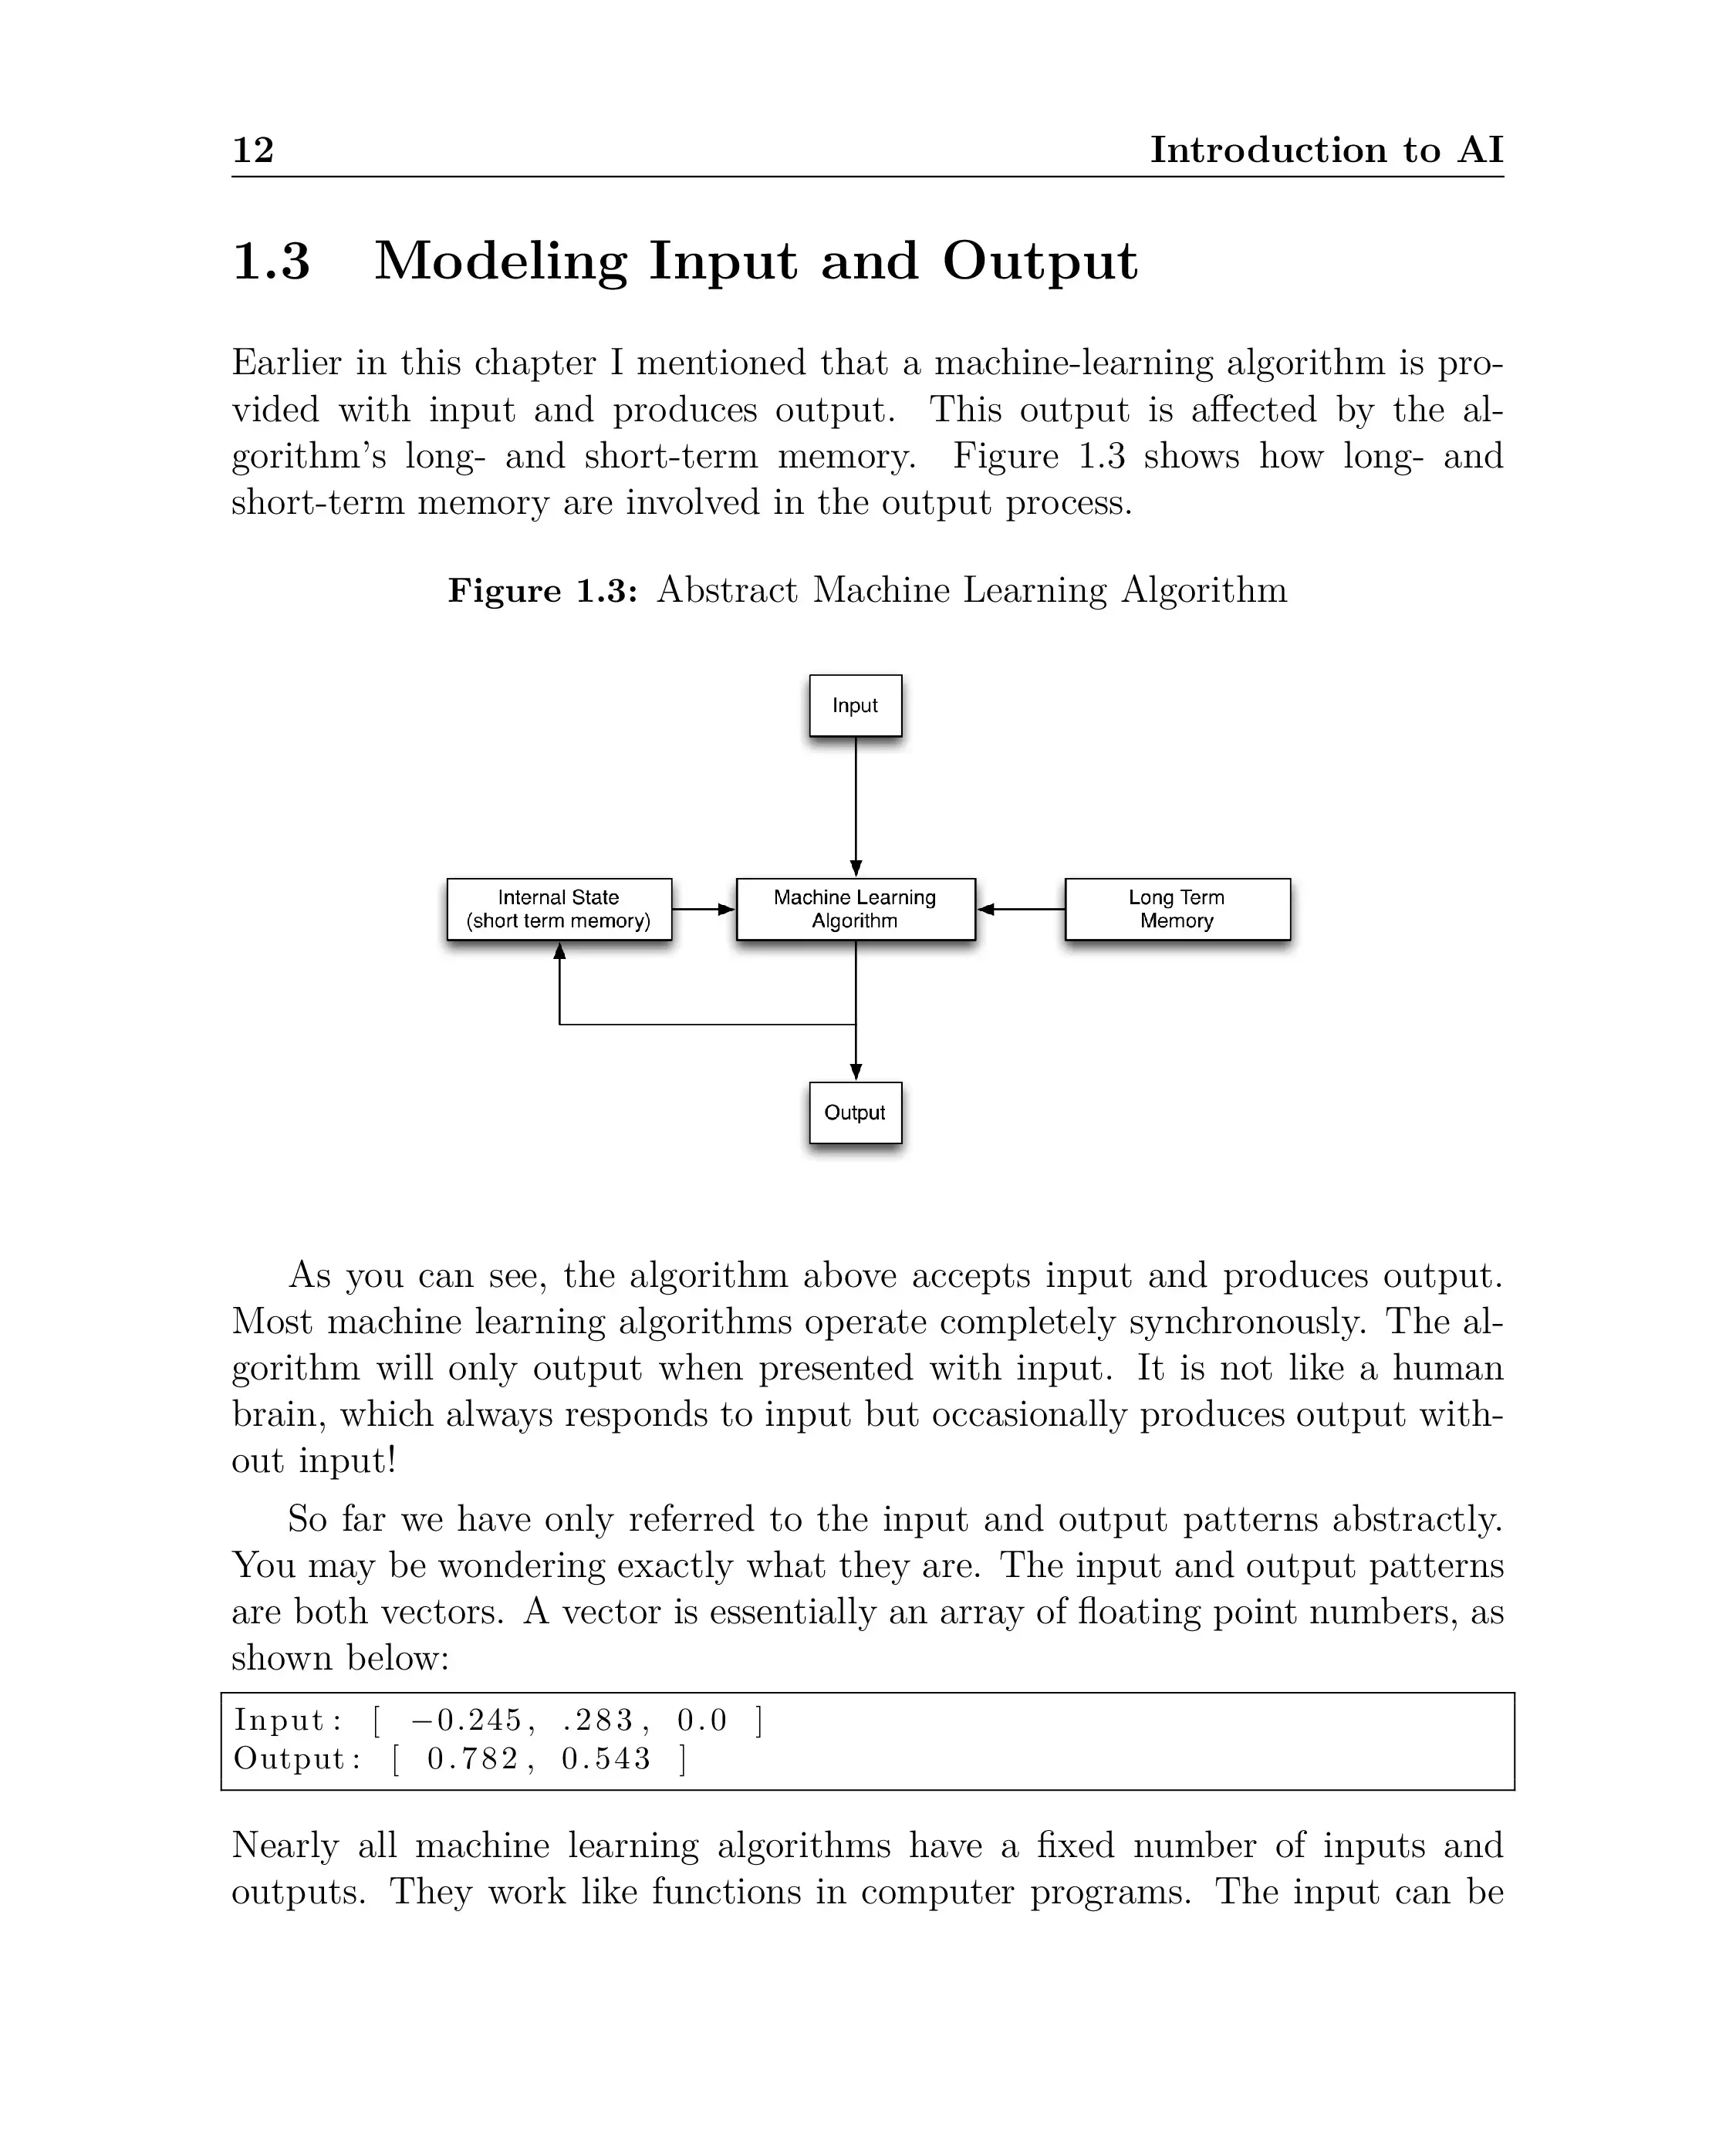 12 Introduction to AI
1.3 Modeling Input and Output
Earlier in this chapter I mentioned that a machine-learning algorithm is pro-
vided with input and produces output. This output is affected by the al-
gorithm's long- and short-term memory. Figure 1.3 shows how long- and
short-term memory are involved in the output process.
Figure 1.3: Abstract Machine Learning Algorithm
Input
Internal State
(short term memory)
Machine Learning
Algorithm
Long Term
Memory
Output
As you can see, the algorithm above accepts input and produces output.
Most machine learning algorithms operate completely synchronously. The al-
gorithm will only output when presented with input. It is not like a human
brain, which always responds to input but occasionally produces output with-
out input!
So far we have only referred to the input and output patterns abstractly.
You may be wondering exactly what they are. The input and output patterns
are both vectors. A vector is essentially an array of floating point numbers, as
shown below:
Input: [ −0.245, .283, 0.0 ]
Output: [ 0.782, 0.543 ]
Nearly all machine learning algorithms have a fixed number of inputs and
outputs. They work like functions in computer programs. The input can be